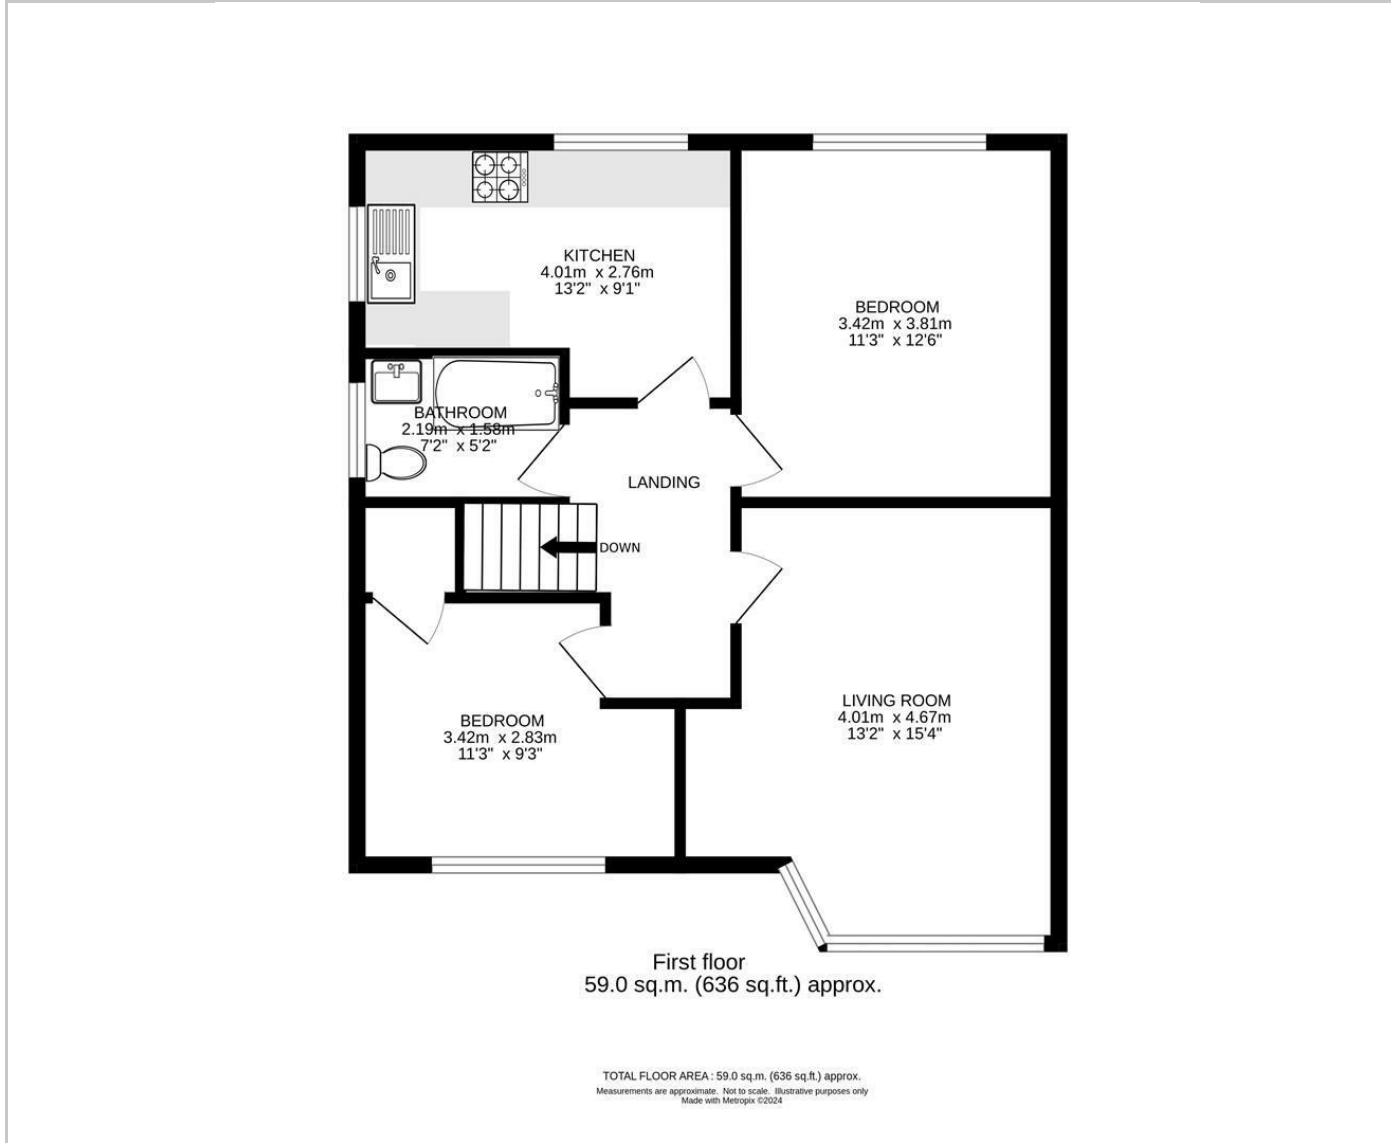 KITCHEN
4.01m x 2.76m
13'2" x 9'1"
BEDROOM
3.42m x 3.81m
11'3" x 12'6"
BATHROOM
2.19m x 1.58m
7'2" x 5'2"
LANDING
DOWN
BEDROOM
3.42m x 2.83m
11'3" x 9'3"
LIVING ROOM
4.01m x 4.67m
13'2" x 15'4"
First floor
59.0 sq.m. (636 sq.ft.) approx.
TOTAL FLOOR AREA : 59.0 sq.m. (636 sq.ft.) approx.
Measurements are approximate. Not to scale. Illustrative purposes only
Made with Metropix ©2024